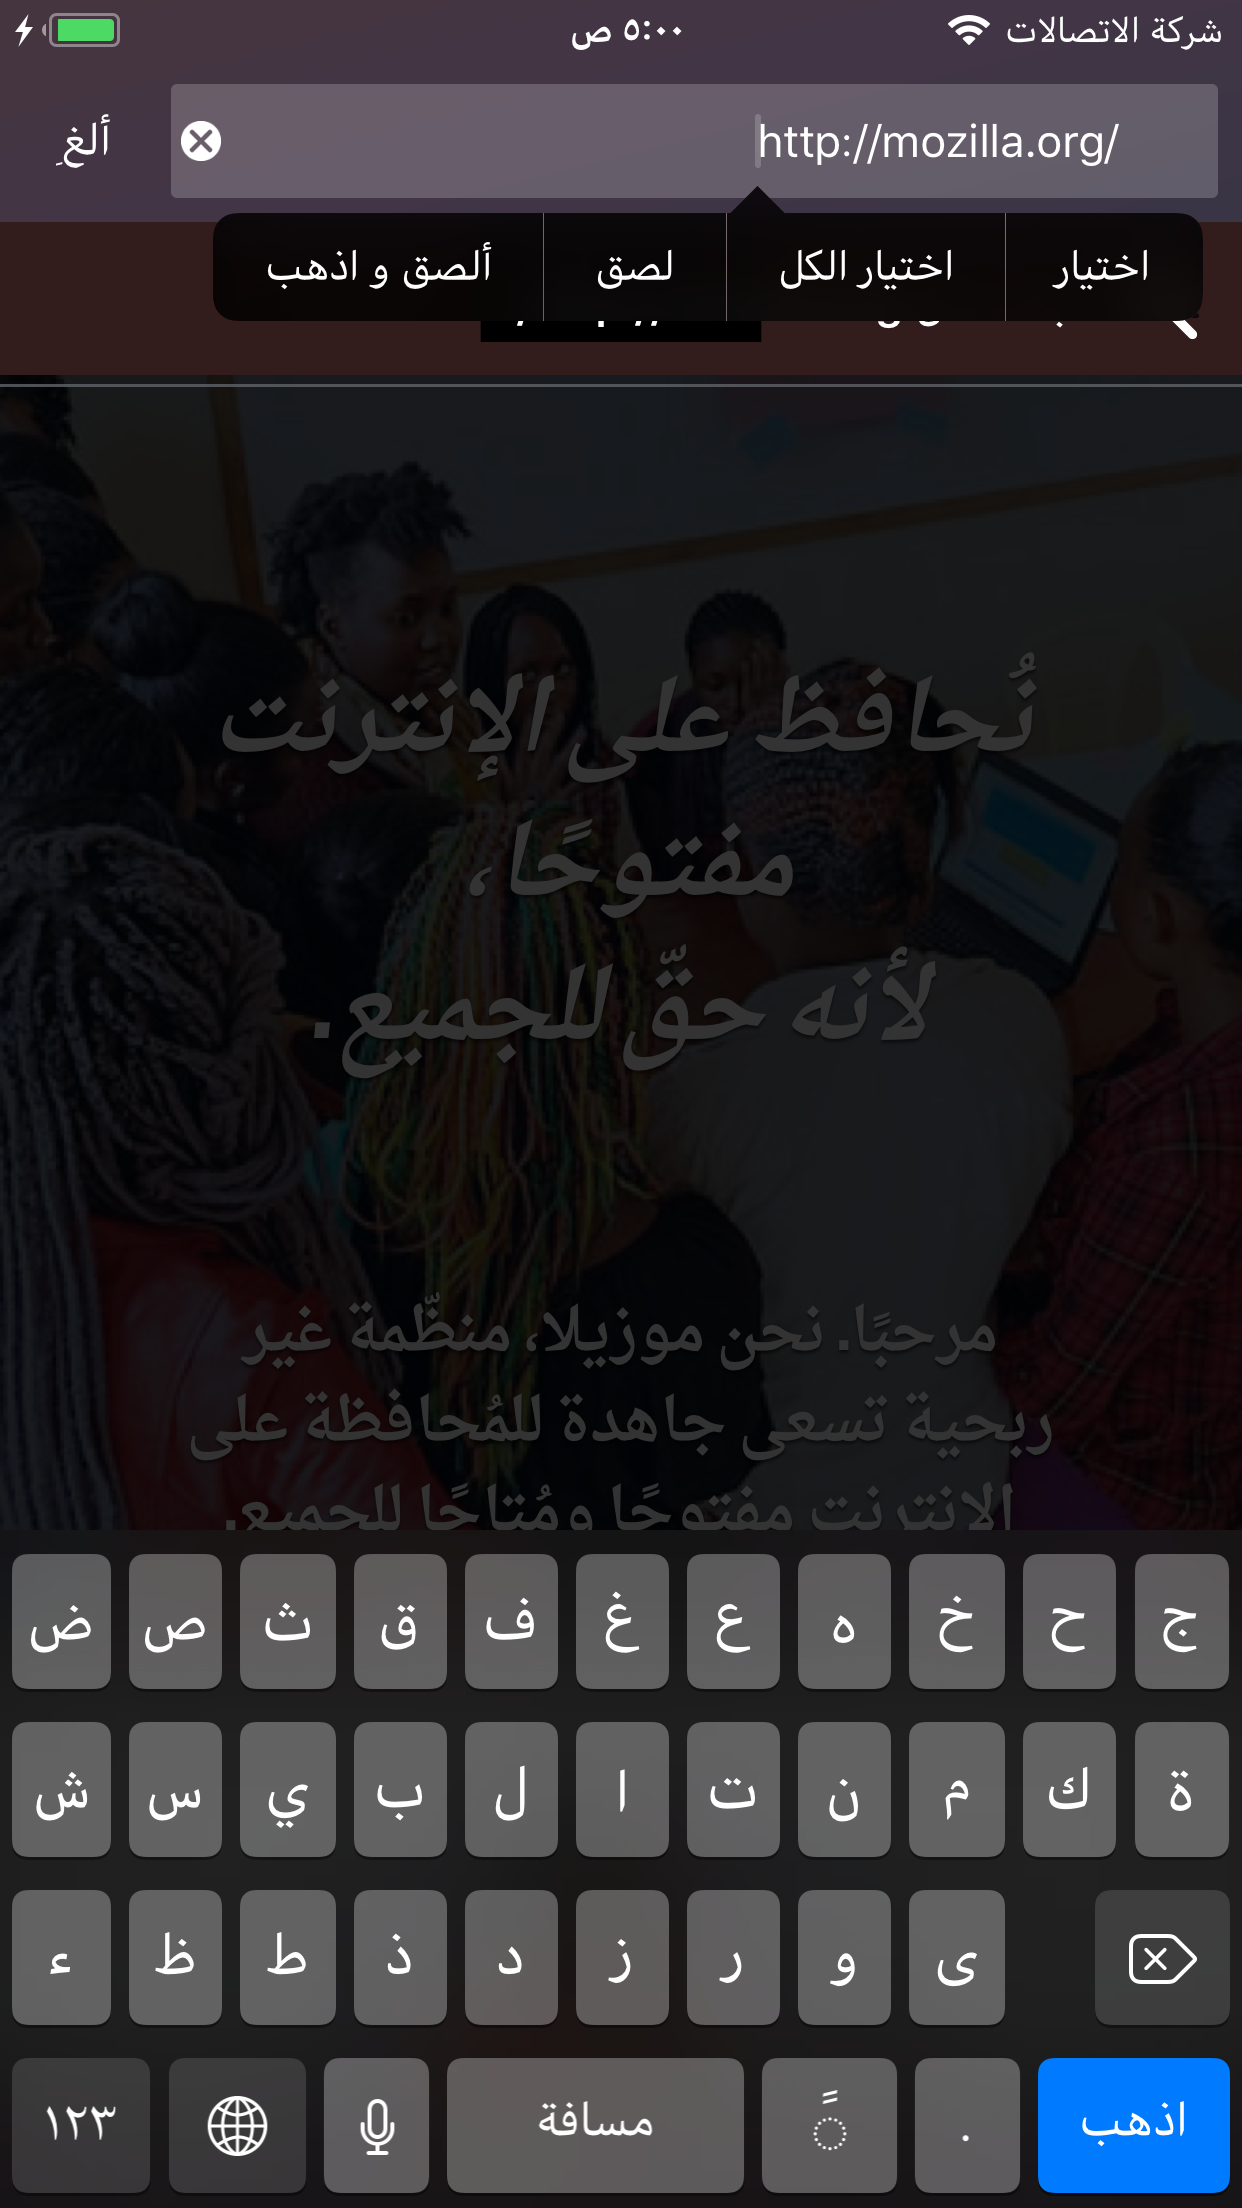 شركة الاتصالات ٥:٠٠ ص
http://mozilla.org/ ألغِ
اختيار اختيار الكل لصق ألصق و اذهب
نُحافظ على الإنترنت
مفتوحًا،
لأنه حقّ للجميع.
مرحبًا. نحن موزيلا، منظّمة غير
ربحية تسعى جاهدة للمُحافظة على
الإنترنت مفتوحًا ومُتاحًا للجميع.
ض ص ث ق ف غ ع ه خ ح ج
ش س ي ب ل ا ت ن م ك ة
ء ظ ط ذ د ز ر و ى
١٢٣ مسافة ً . اذهب